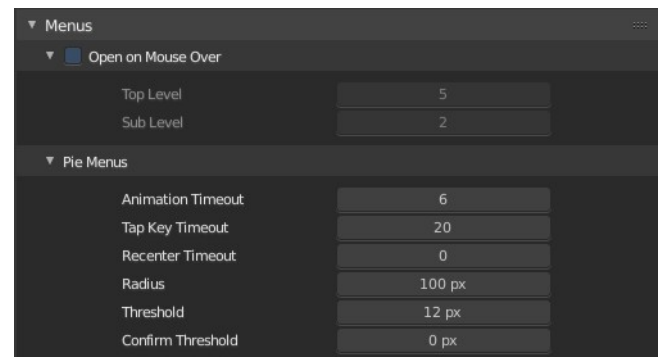 Menus
Open on Mouse Over
Top Level 5
Sub Level 2
Pie Menus
Animation Timeout 6
Tap Key Timeout 20
Recenter Timeout 0
Radius 100 px
Threshold 12 px
Confirm Threshold 0 px